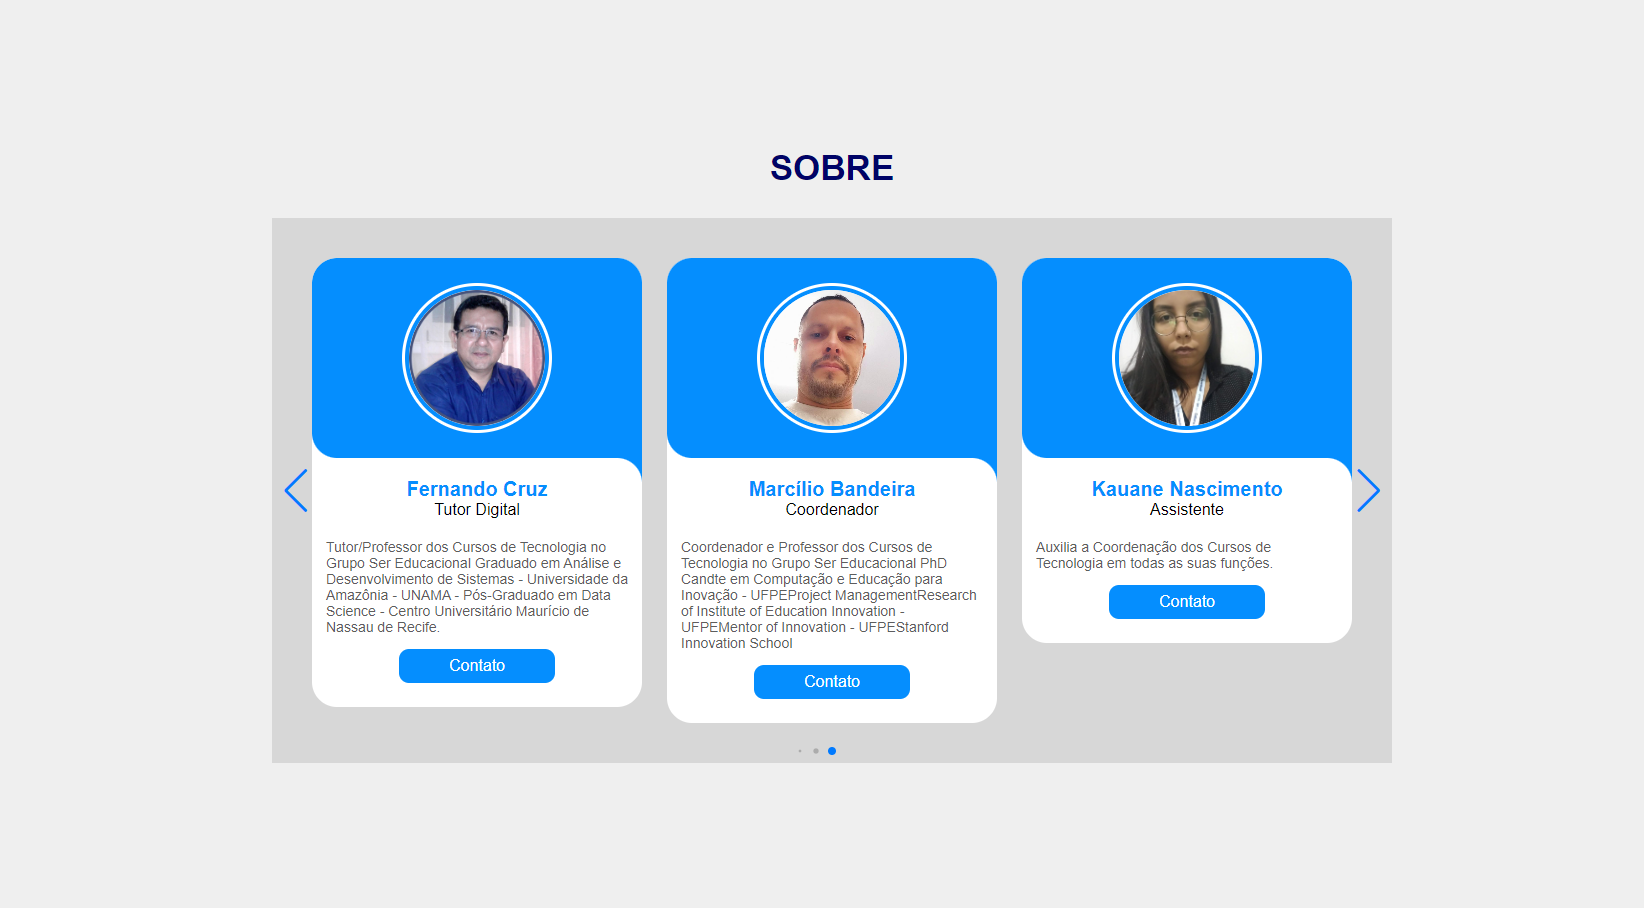 SOBRE
Fernando Cruz
Tutor Digital
Tutor/Professor dos Cursos de Tecnologia no
Grupo Ser Educacional Graduado em Análise e
Desenvolvimento de Sistemas - Universidade da
Amazônia - UNAMA - Pós-Graduado em Data
Science - Centro Universitário Maurício de
Nassau de Recife.
Contato
Marcílio Bandeira
Coordenador
Coordenador e Professor dos Cursos de
Tecnologia no Grupo Ser Educacional PhD
Candte em Computação e Educação para
Inovação - UFPEProject ManagementResearch
of Institute of Education Innovation -
UFPEMentor of Innovation - UFPEStanford
Innovation School
Contato
Kauane Nascimento
Assistente
Auxilia a Coordenação dos Cursos de
Tecnologia em todas as suas funções.
Contato